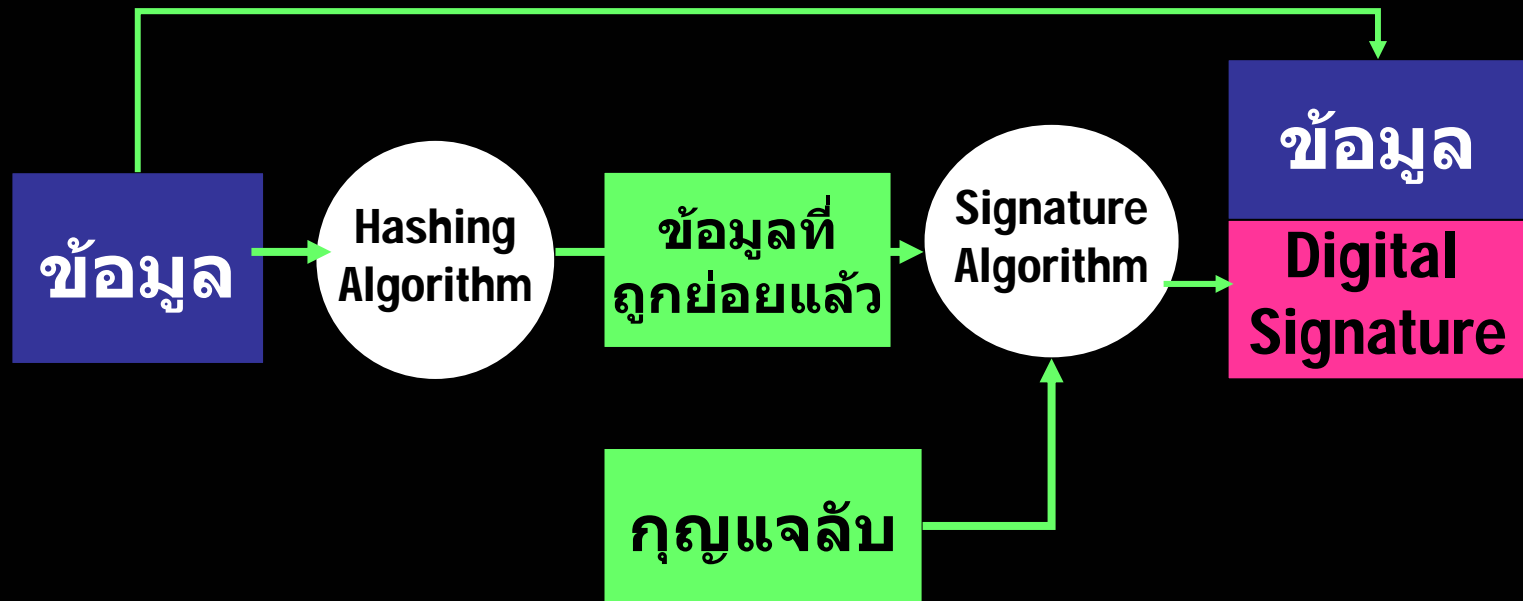 ข้อมูล
Hashing
Algorithm
ข้อมูลที่
ถูกย่อยแล้ว
Signature
Algorithm
ข้อมูล
Digital
Signature
กุญแจลับ